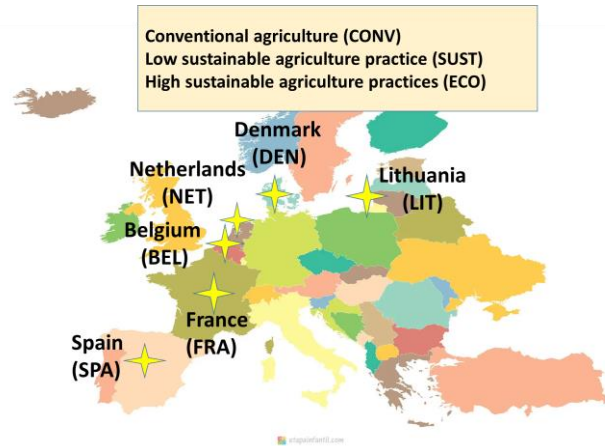 Conventional agriculture (CONV)
Low sustainable agriculture practice (SUST)
High sustainable agriculture practices (ECO)
Denmark
(DEN)
Netherlands
(NET)
Lithuania
(LIT)
Belgium
(BEL)
France
(FRA)
Spain
(SPA)